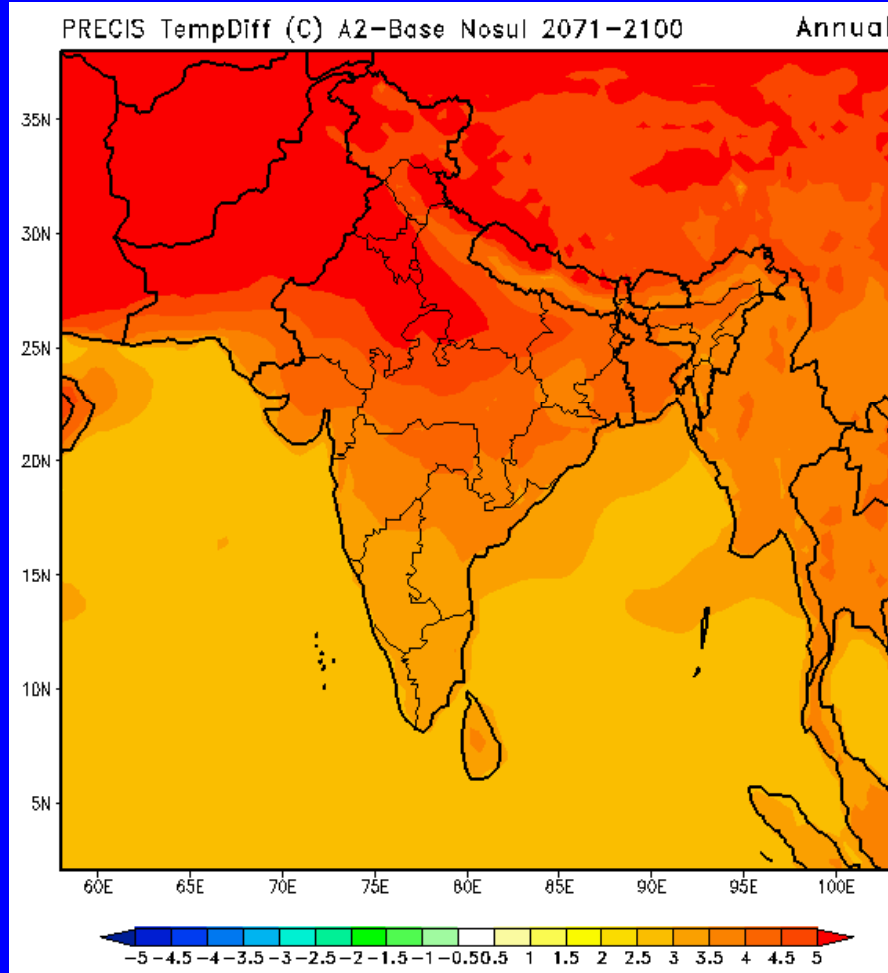 PRECIS TempDiff (C) A2-Base Nosul 2071-2100 Annual
35N
30N
25N
20N
15N
10N
5N
60E 65E 70E 75E 80E 85E 90E 95E 100E
-5 -4.5 -4 -3.5 -3 -2.5 -2 -1.5 -1 -0.5 0.5 1 1.5 2 2.5 3 3.5 4 4.5 5